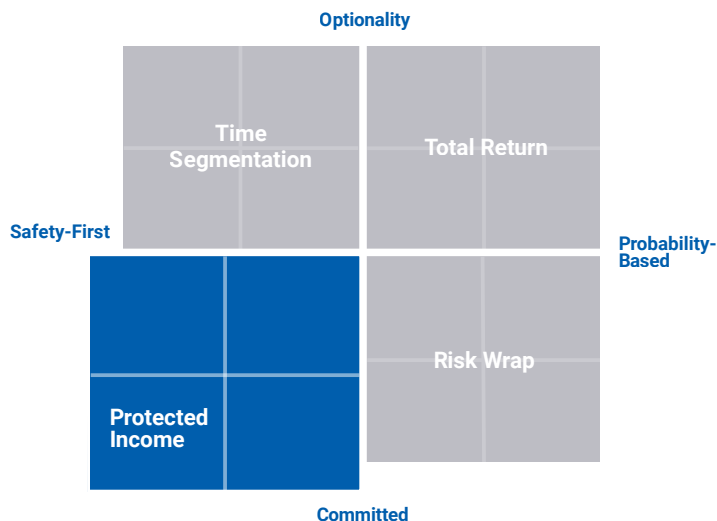 Optionality
Time
Segmentation
Total Return
Safety-First
Probability-
Based
Risk Wrap
Protected
Income
Committed